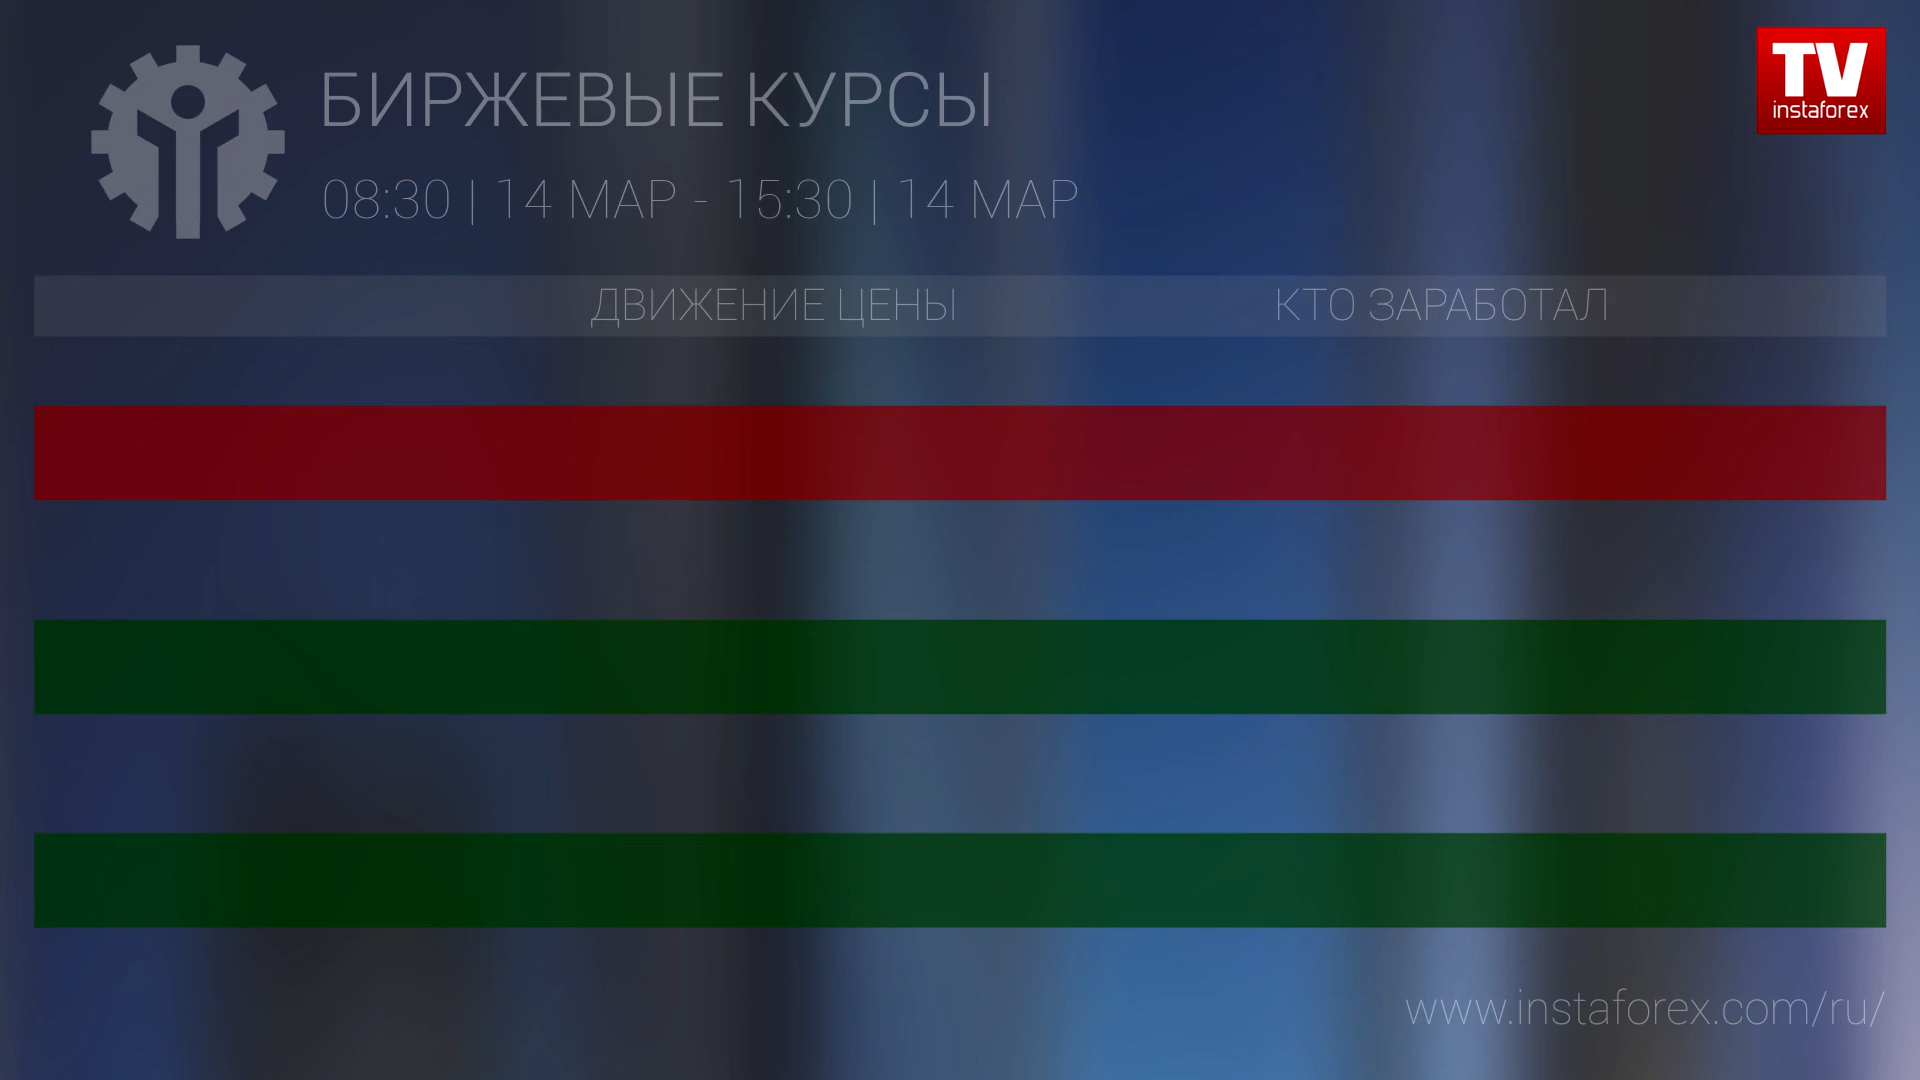 БИРЖЕВЫЕ КУРСЫ
TV
instaforex
08:30 | 14 МАР - 15:30 | 14 МАР
ДВИЖЕНИЕ ЦЕНЫ КТО ЗАРАБОТАЛ
www.instaforex.com/ru/